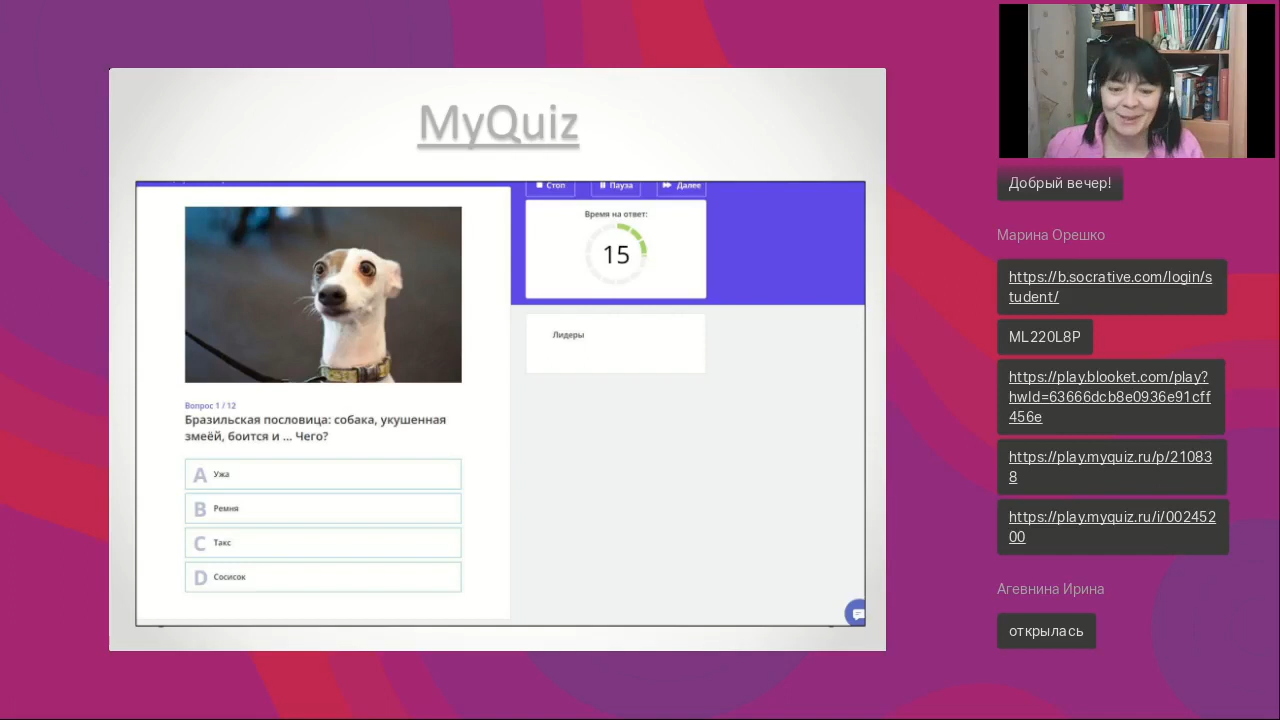 MyQuiz
Стоп
Пауза
Далее
Время на ответ:
15
Лидеры
Вопрос 1 / 12
Бразильская пословица: собака, укушенная
змеёй, боится и ... Чего?
A Ужа
B Ремня
C Такс
D Сосисок
Добрый вечер!
Марина Орешко
https://b.socrative.com/login/s
tudent/
ML220L8P
https://play.blooket.com/play?
hwId=63666dcb8e0936e91cff
456e
https://play.myquiz.ru/p/21083
8
https://play.myquiz.ru/i/002452
00
Агевнина Ирина
открылась